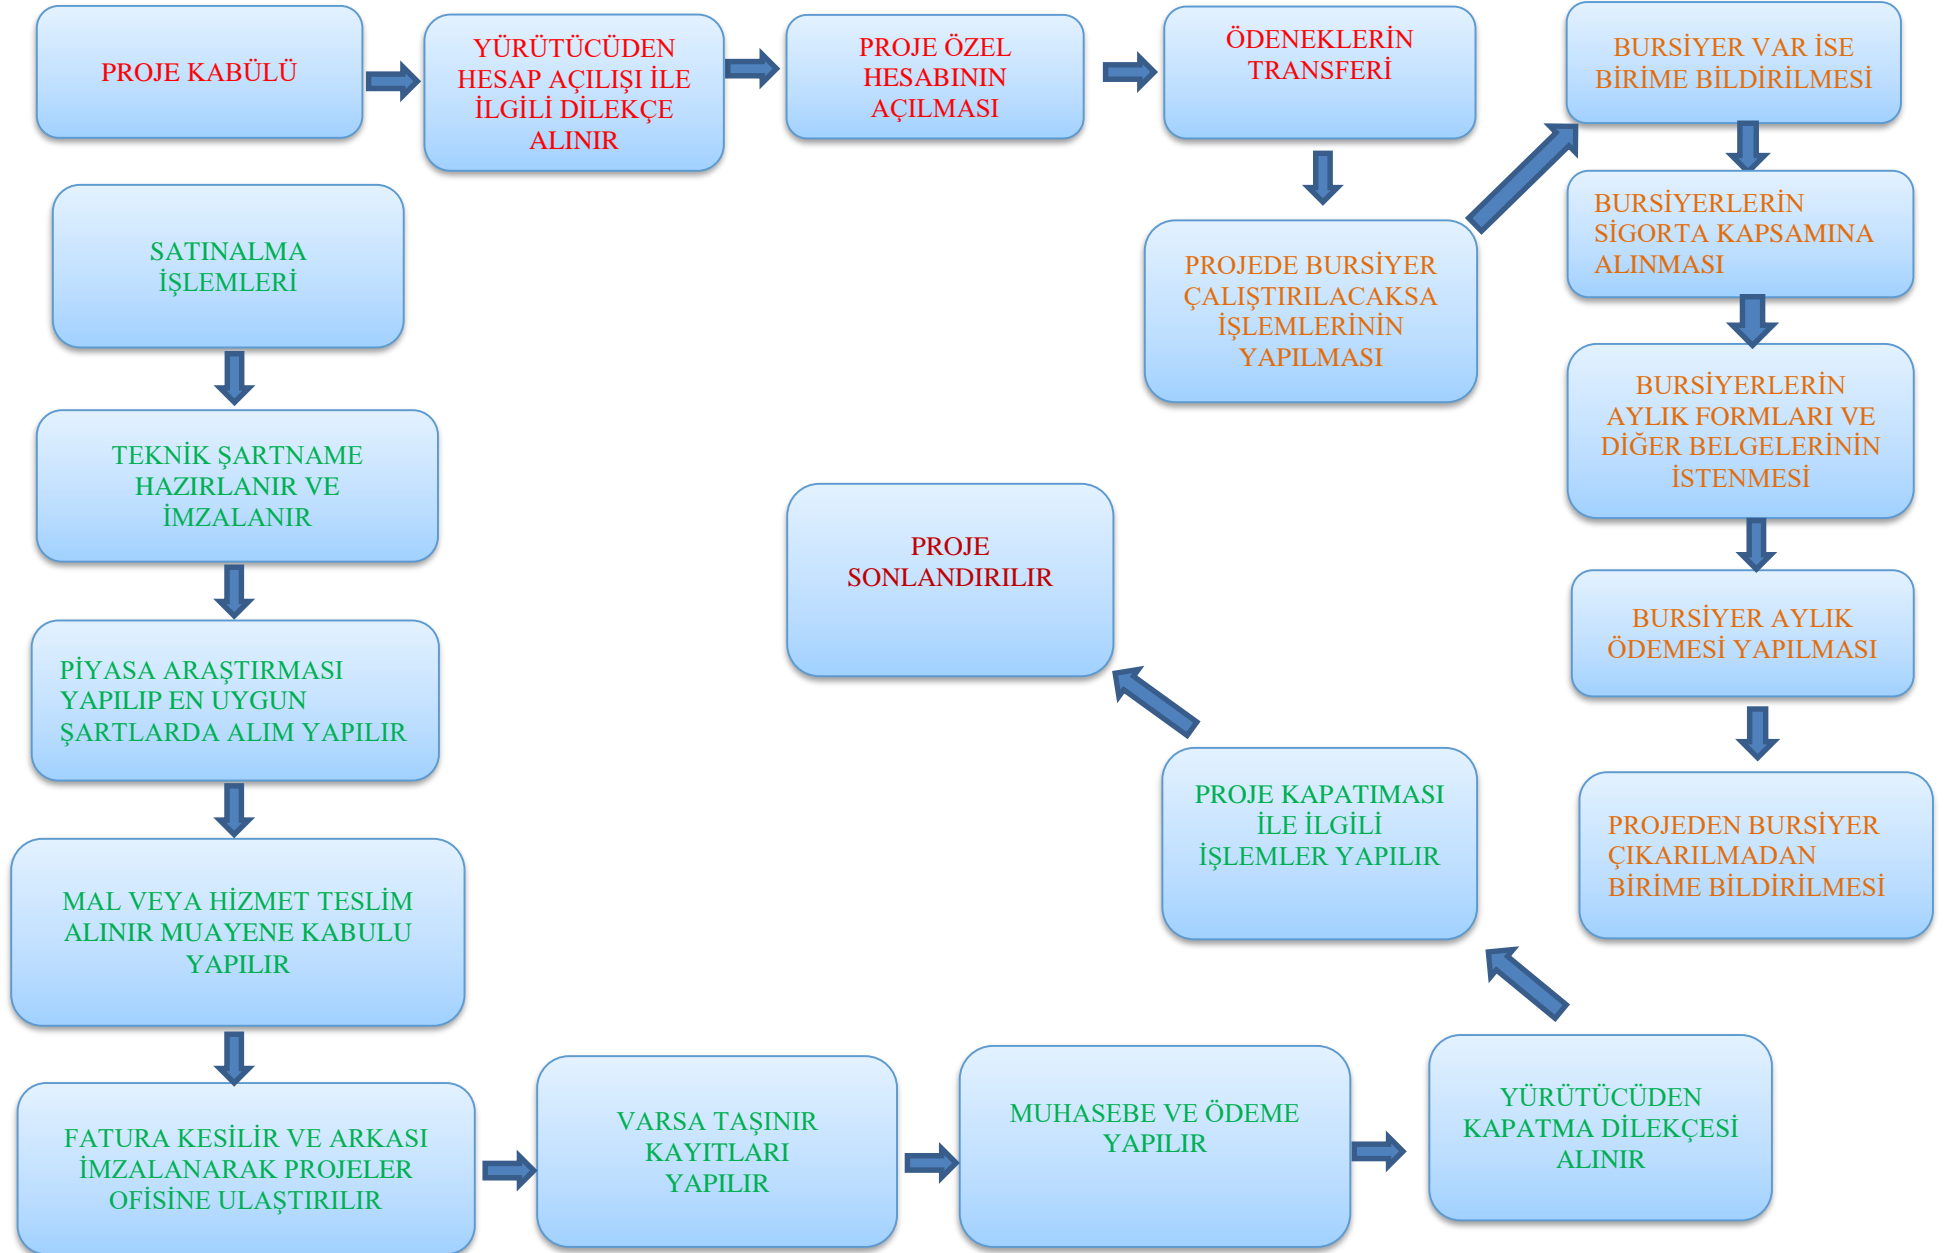 PROJE KABÜLÜ
YÜRÜTÜCÜDEN
HESAP AÇILIŞI İLE
İLGİLİ DİLEKÇE
ALINIR
PROJE ÖZEL
HESABININ
AÇILMASI
ÖDENEKLERİN
TRANSFERİ
PROJEDE BURSİYER
ÇALIŞTIRILACAKSA
İŞLEMLERİNİN
YAPILMASI
BURSİYER VAR İSE
BİRİME BİLDİRİLMESİ
BURSİYERLERİN
SİGORTA KAPSAMINA
ALINMASI
BURSİYERLERİN
AYLIK FORMLARI VE
DİĞER BELGELERİNİN
İSTENMESİ
BURSİYER AYLIK
ÖDEMESİ YAPILMASI
PROJEDEN BURSİYER
ÇIKARILMADAN
BİRİME BİLDİRİLMESİ
SATINALMA
İŞLEMLERİ
TEKNİK ŞARTNAME
HAZIRLANIR VE
İMZALANIR
PİYASA ARAŞTIRMASI
YAPILIP EN UYGUN
ŞARTLARDA ALIM YAPILIR
MAL VEYA HİZMET TESLİM
ALINIR MUAYENE KABULU
YAPILIR
FATURA KESİLİR VE ARKASI
İMZALANARAK PROJELER
OFİSİNE ULAŞTIRILIR
VARSA TAŞINIR
KAYITLARI
YAPILIR
MUHASEBE VE ÖDEME
YAPILIR
YÜRÜTÜCÜDEN
KAPATMA DİLEKÇESİ
ALINIR
PROJE KAPATIMASI
İLE İLGİLİ
İŞLEMLER YAPILIR
PROJE
SONLANDIRILIR